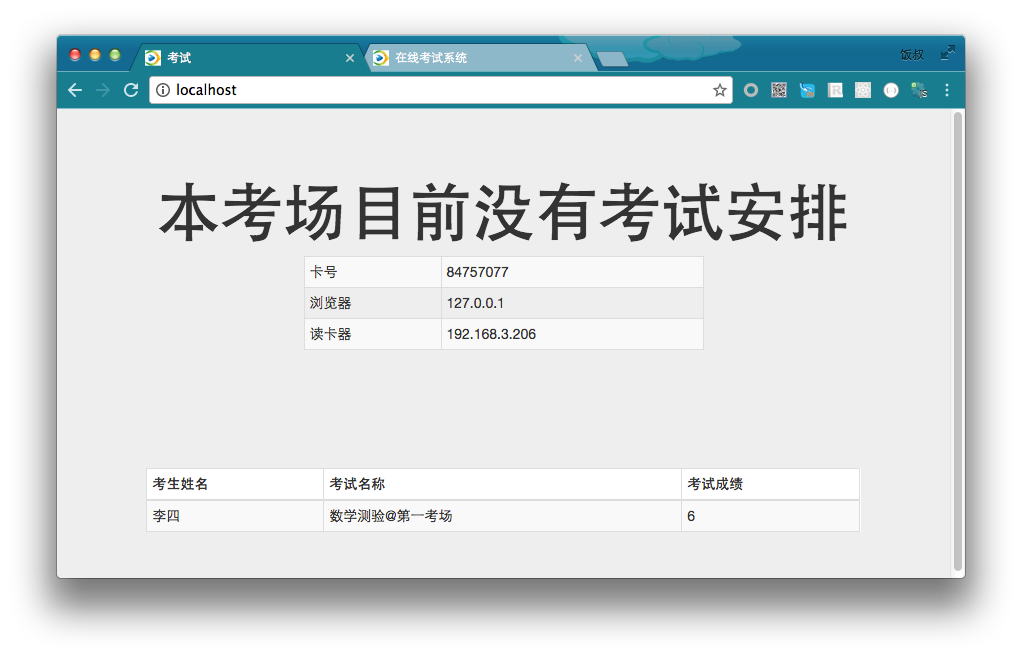 考试 在线考试系统 饭叔
localhost
本考场目前没有考试安排
卡号 84757077
浏览器 127.0.0.1
读卡器 192.168.3.206
考生姓名 考试名称 考试成绩
李四 数学测验@第一考场 6